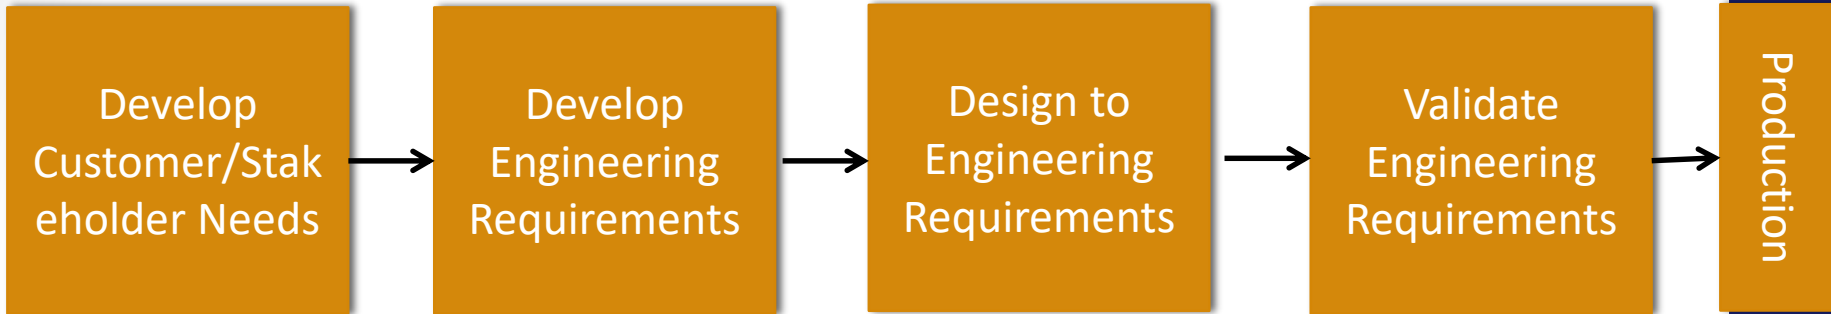 Develop
Customer/Stak
eholder Needs
Develop
Engineering
Requirements
Design to
Engineering
Requirements
Validate
Engineering
Requirements
Production